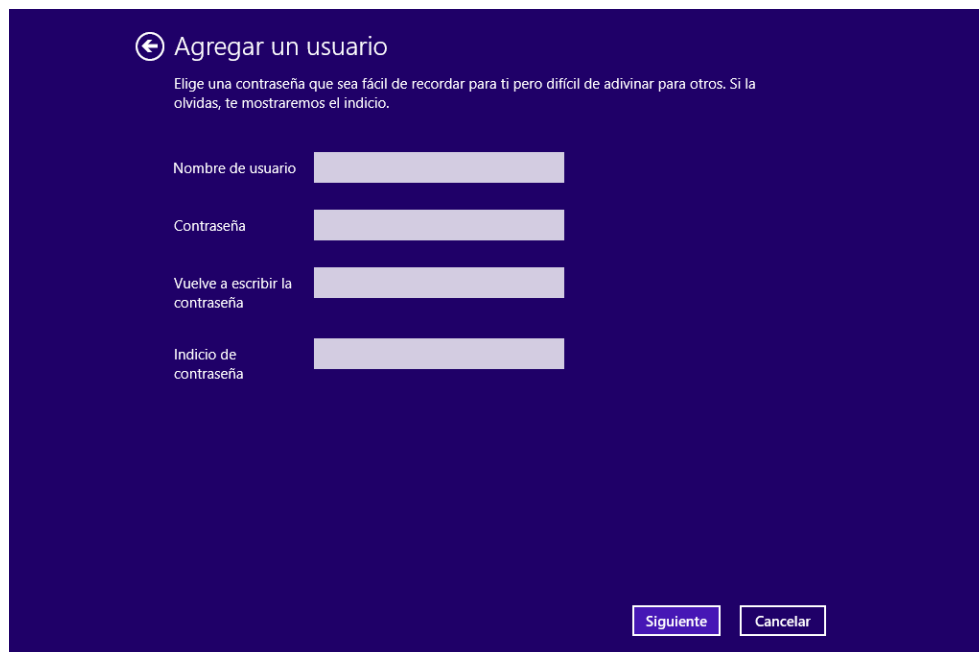 Agregar un usuario
Elige una contraseña que sea fácil de recordar para ti pero difícil de adivinar para otros. Si la
olvidas, te mostraremos el indicio.
Nombre de usuario
Contraseña
Vuelve a escribir la
contraseña
Indicio de
contraseña
Siguiente
Cancelar